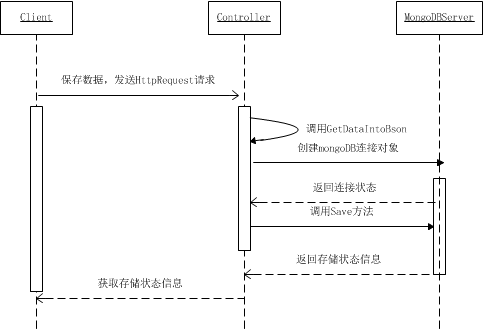 Client
Controller
MongoDBServer
保存数据，发送HttpRequest请求
调用GetDataIntoBson
创建mongoDB连接对象
返回连接状态
调用Save方法
返回存储状态信息
获取存储状态信息